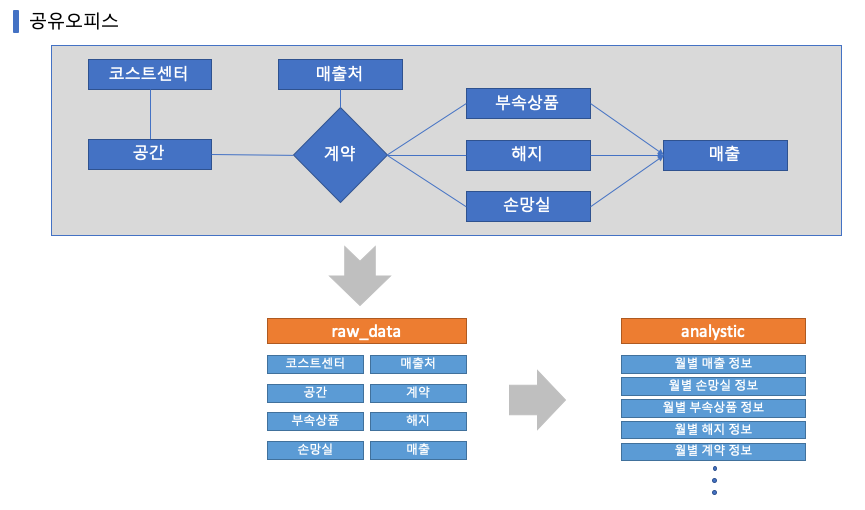 공유오피스
코스트센터
매출처
부속상품
공간
계약
해지
매출
손망실
raw_data
analystic
코스트센터
매출처
공간
계약
부속상품
해지
손망실
매출
월별 매출 정보
월별 손망실 정보
월별 부속상품 정보
월별 해지 정보
월별 계약 정보